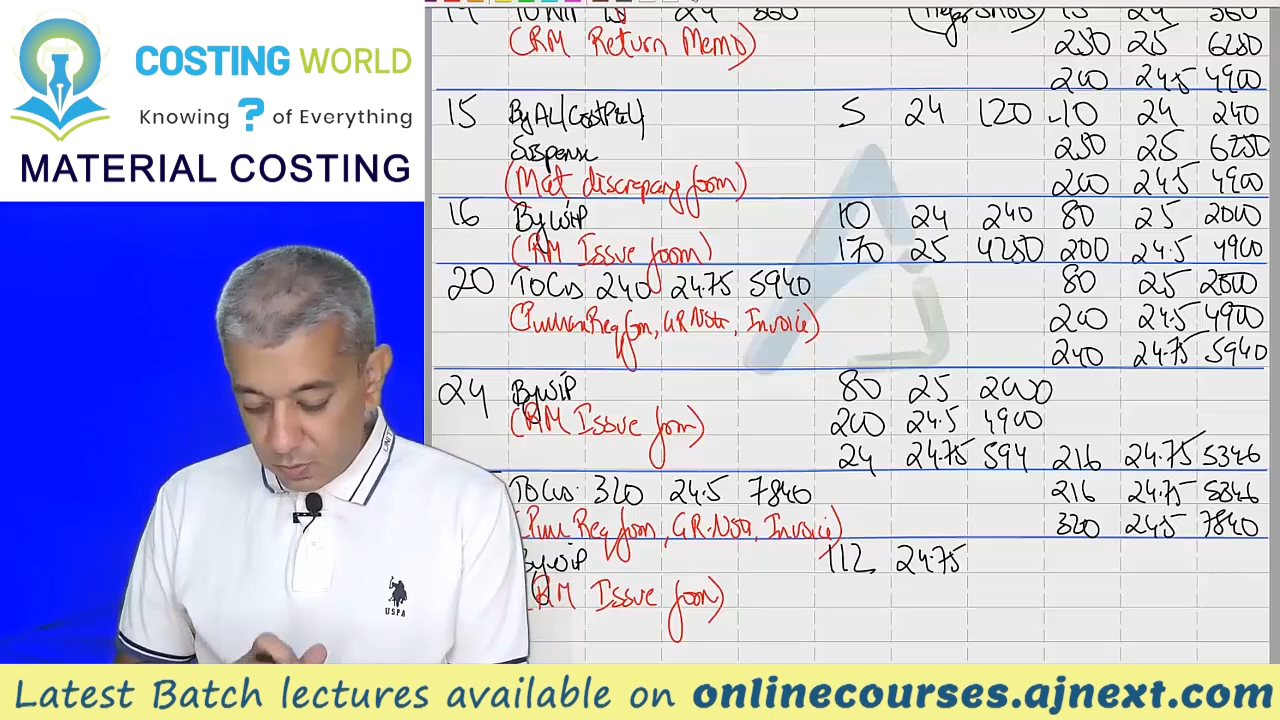 COSTING WORLD
Knowing ? of Everything
MATERIAL COSTING
24 360 15 24 360
(RM Return Memo) 250 25 6250
200 24.5 4900
15 5 24 120 10 24 240
Suspense 250 25 6250
(Mat discrepancy form) 200 24.5 4900
16 By WIP 10 24 240 80 25 2000
(RM Issue form) 170 25 4250 200 24.5 4900
20 To Crs 240 24.75 5940 80 25 2000
(Purchase Req form, GR Note, Invoice) 200 24.5 4900
240 24.75 5940
24 By WIP 80 25 2000
(RM Issue form) 200 24.5 4900
24 24.75 594 216 24.75 5346
To Crs. 320 24.5 7840 216 24.75 5346
(Pur Req form, GR.Note, Invoice) 320 24.5 7840
By WIP 112 24.75
(RM Issue form)
USPA
Latest Batch lectures available on onlinecourses.ajnext.com